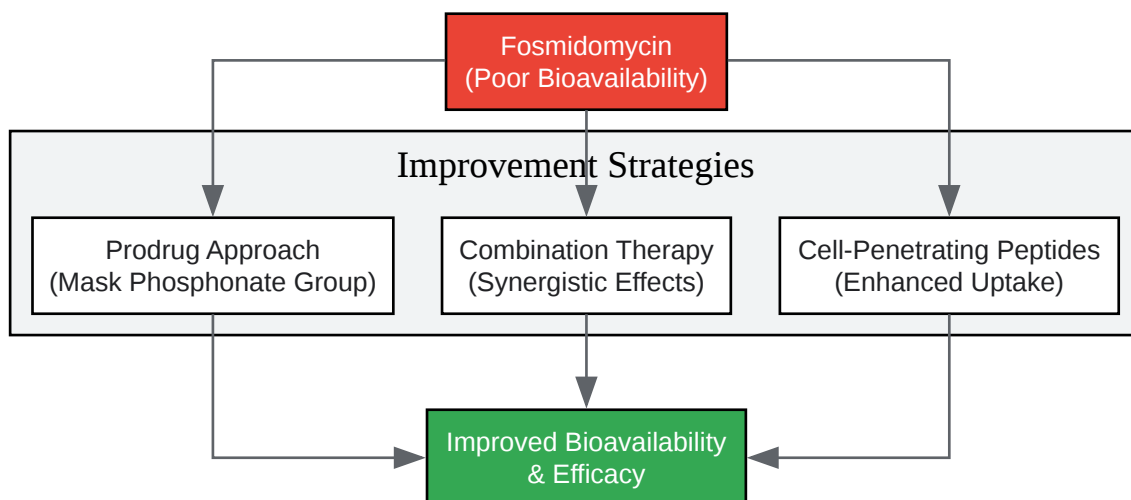 Fosmidomycin
(Poor Bioavailability)
Improvement Strategies
Prodrug Approach
(Mask Phosphonate Group)
Combination Therapy
(Synergistic Effects)
Cell-Penetrating Peptides
(Enhanced Uptake)
Improved Bioavailability
& Efficacy